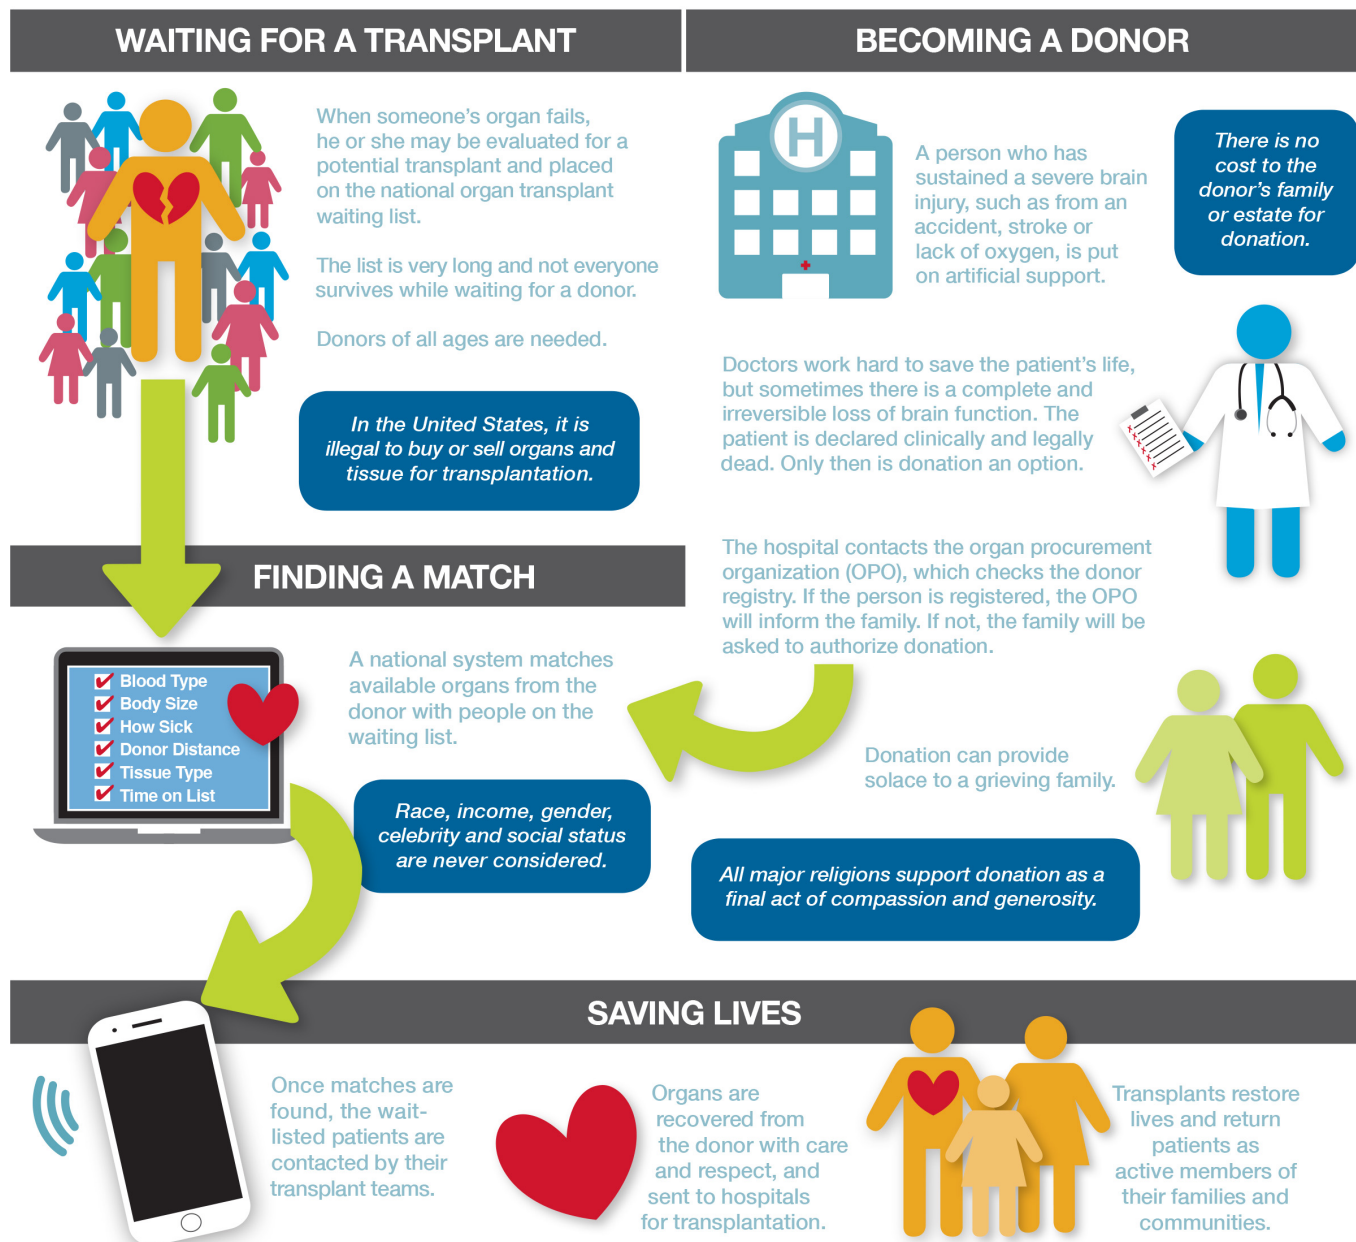 WAITING FOR A TRANSPLANT
When someone's organ fails,
he or she may be evaluated for a
potential transplant and placed
on the national organ transplant
waiting list.
The list is very long and not everyone
survives while waiting for a donor.
Donors of all ages are needed.
In the United States, it is
illegal to buy or sell organs and
tissue for transplantation.
FINDING A MATCH
Blood Type
Body Size
How Sick
Donor Distance
Tissue Type
Time on List
A national system matches
available organs from the
donor with people on the
waiting list.
Race, income, gender,
celebrity and social status
are never considered.
BECOMING A DONOR
H
A person who has
sustained a severe brain
injury, such as from an
accident, stroke or
lack of oxygen, is put
on artificial support.
There is no
cost to the
donor's family
or estate for
donation.
Doctors work hard to save the patient's life,
but sometimes there is a complete and
irreversible loss of brain function. The
patient is declared clinically and legally
dead. Only then is donation an option.
The hospital contacts the organ procurement
organization (OPO), which checks the donor
registry. If the person is registered, the OPO
will inform the family. If not, the family will be
asked to authorize donation.
Donation can provide
solace to a grieving family.
All major religions support donation as a
final act of compassion and generosity.
SAVING LIVES
Once matches are
found, the wait-
listed patients are
contacted by their
transplant teams.
Organs are
recovered from
the donor with care
and respect, and
sent to hospitals
for transplantation.
Transplants restore
lives and return
patients as
active members of
their families and
communities.